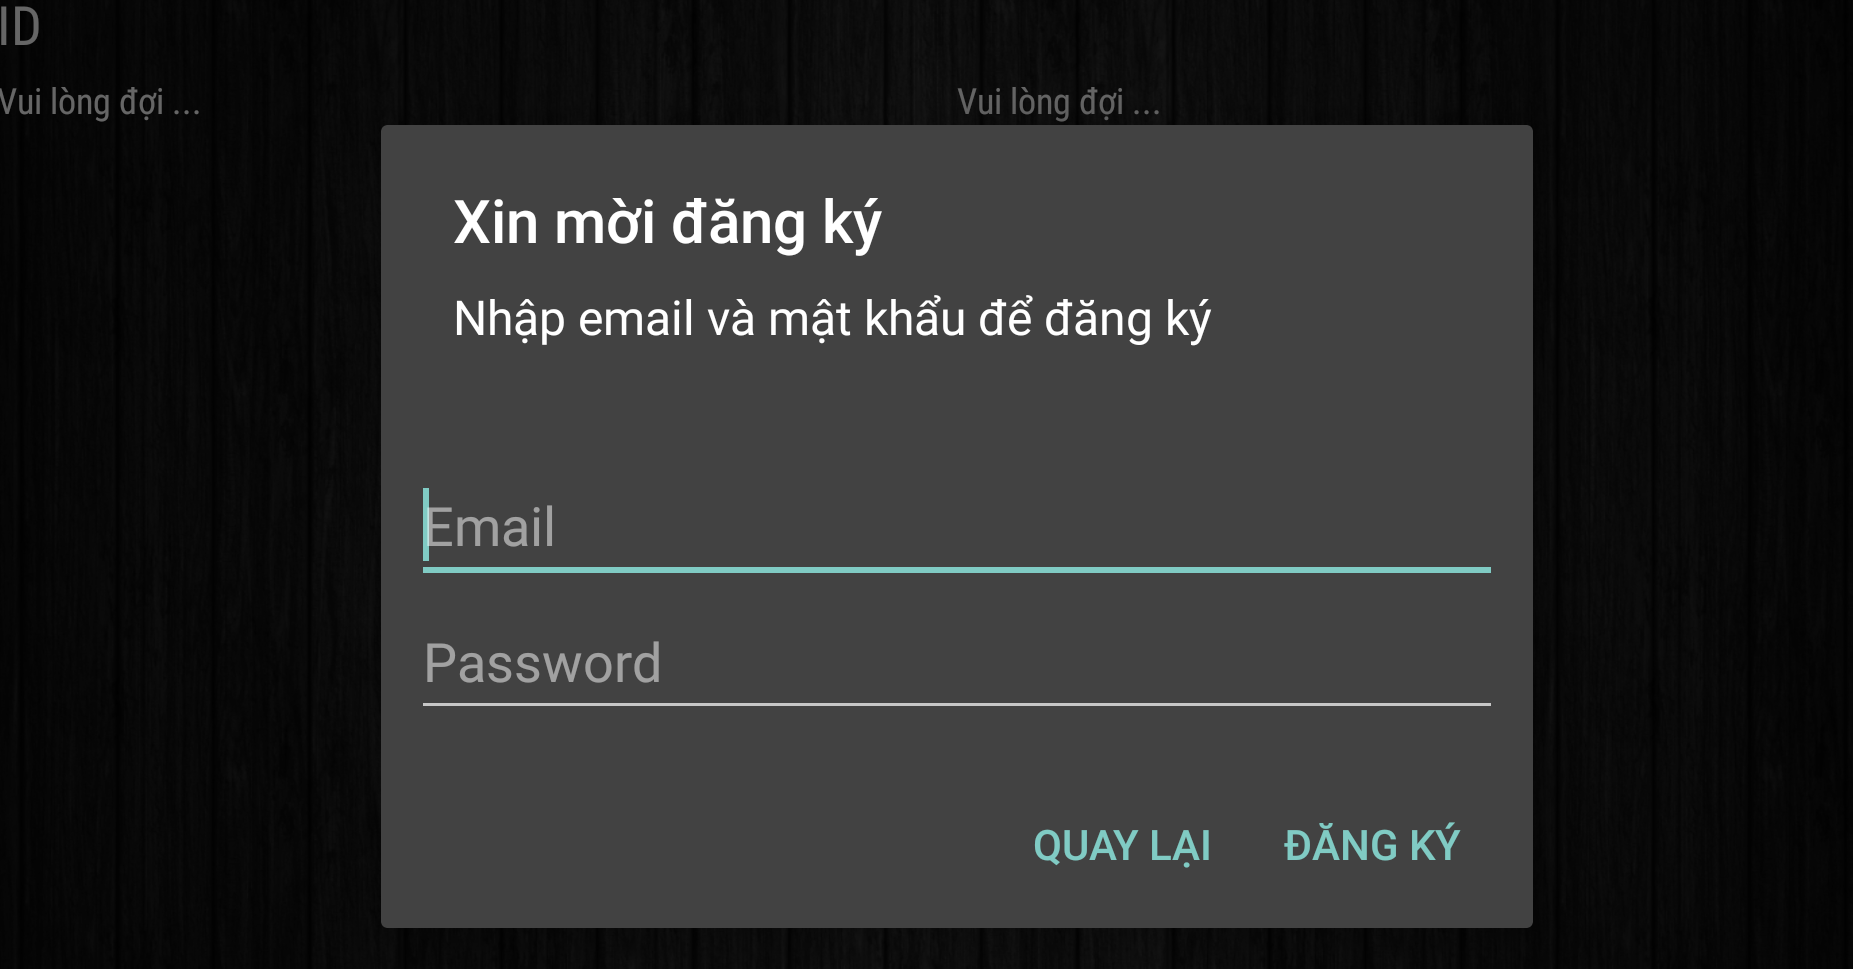 ID
Vui lòng đợi ...
Vui lòng đợi ...
Xin mời đăng ký
Nhập email và mật khẩu để đăng ký
Email
Password
QUAY LẠI
ĐĂNG KÝ